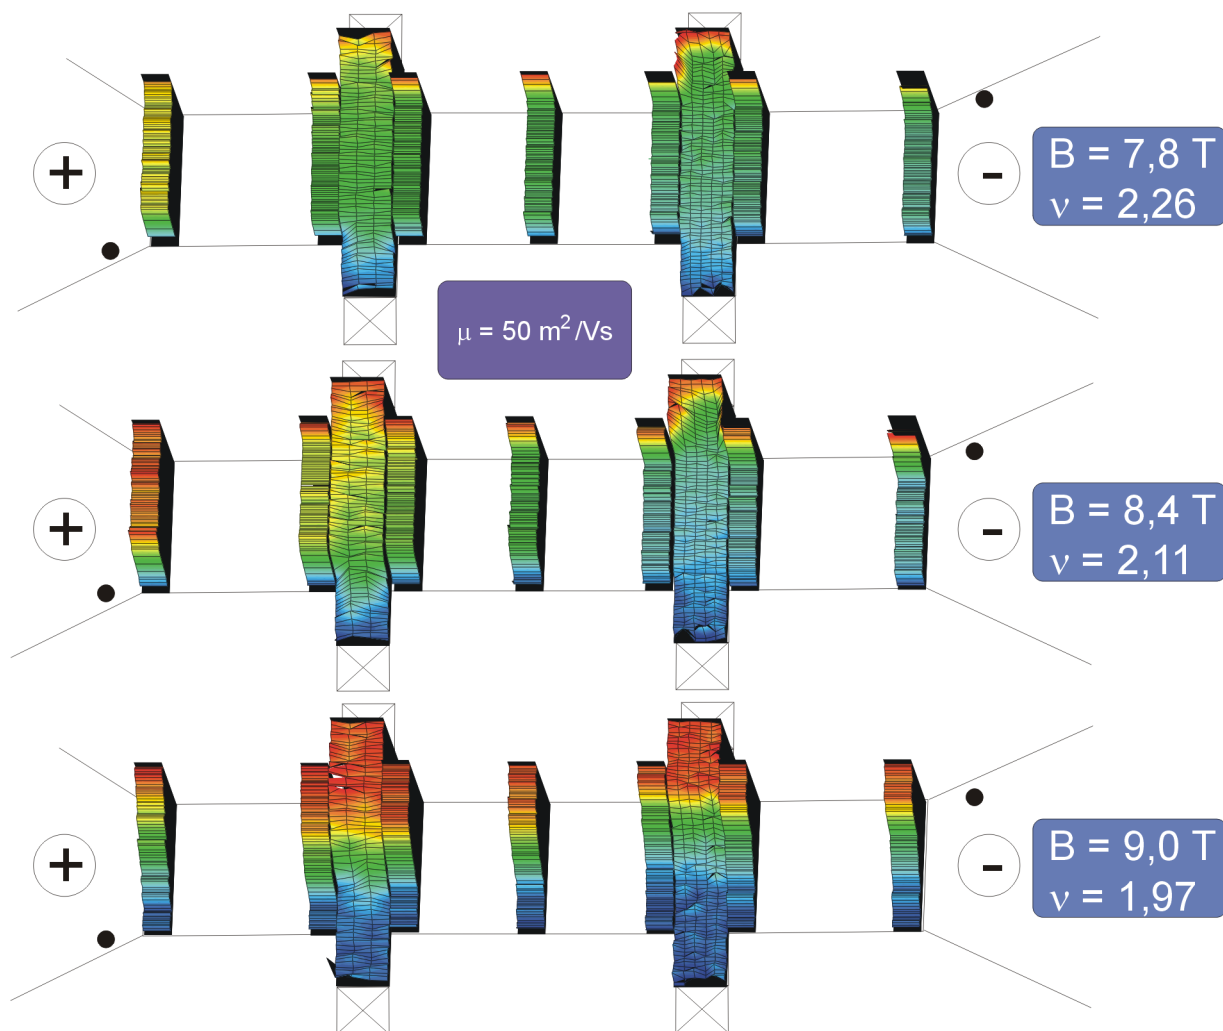 B = 7,8 T
ν = 2,26
+
-
μ = 50 m²/Vs
B = 8,4 T
ν = 2,11
+
-
B = 9,0 T
ν = 1,97
+
-